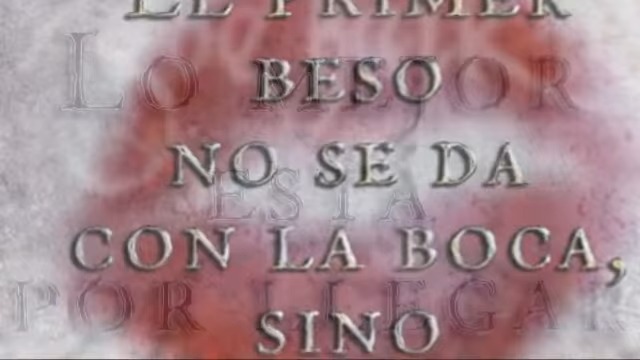 EL PRIMER
LO MEJOR
BESO
NO SE DA
ESTÁ
CON LA BOCA,
POR LLEGAR
SINO